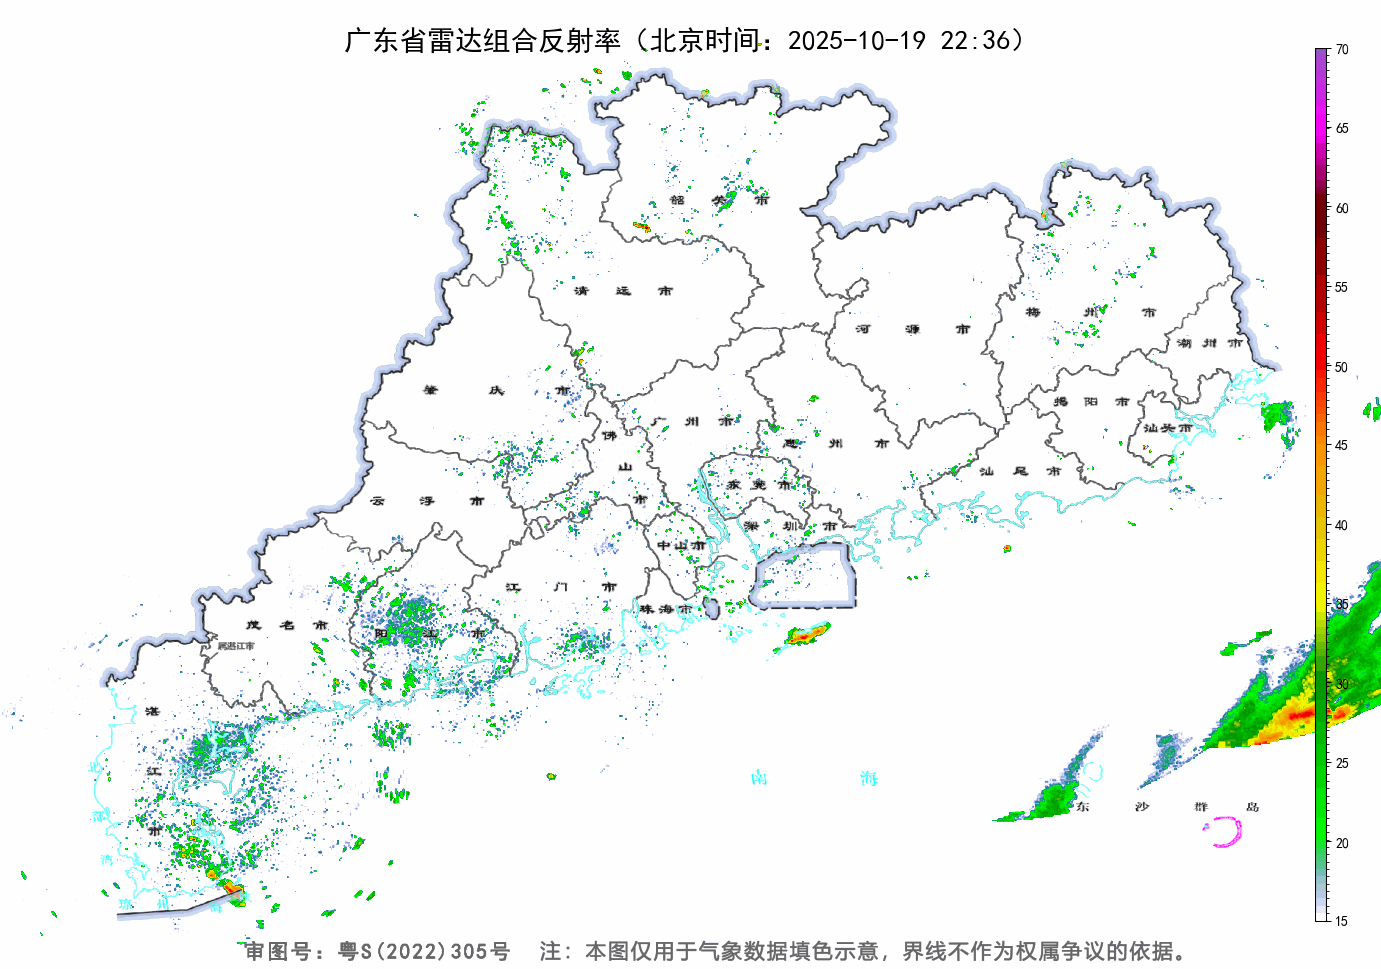 广东省雷达组合反射率（北京时间：2025-10-19 22:36）
70
65
60
55
50
45
40
35
30
25
20
15
韶关市
清远市
河源市
梅州市
潮州市
肇庆市
广州市
佛山市
惠州市
揭阳市
汕头市
汕尾市
云浮市
东莞市
深圳市
中山市
江门市
珠海市
茂名市
属湛江市
阳江市
湛江市
北部湾
琼州海
南海
东沙群岛
审图号：粤S(2022)305号 注：本图仅用于气象数据填色示意，界线不作为权属争议的依据。